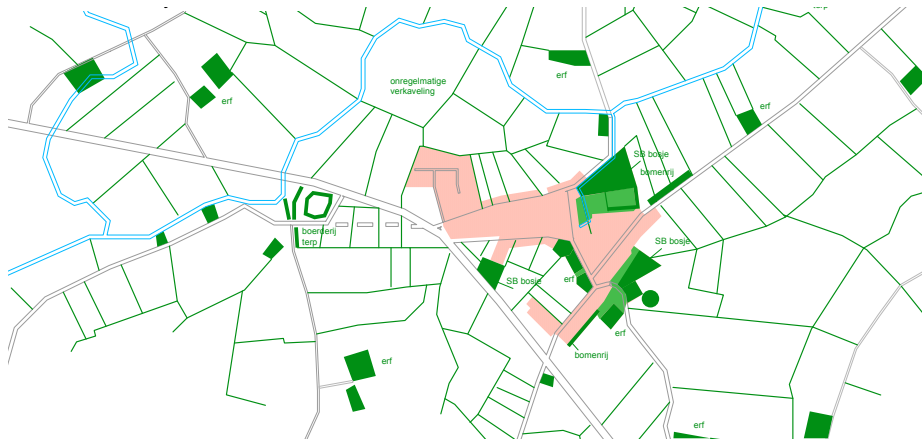 terp
onregelmatige
verkaveling
erf
erf
erf
SB bosje
bomenrij
boerderij
terp
SB bosje
erf
SB bosje
erf
bomenrij
erf
erf